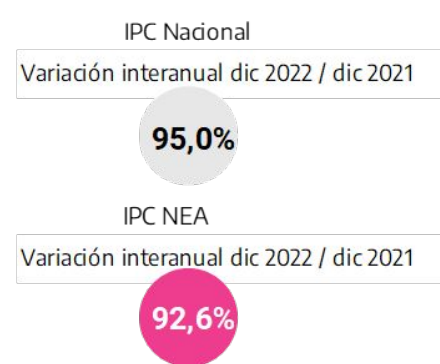 IPC Nacional
Variación interanual dic 2022 / dic 2021
95,0%
IPC NEA
Variación interanual dic 2022 / dic 2021
92,6%